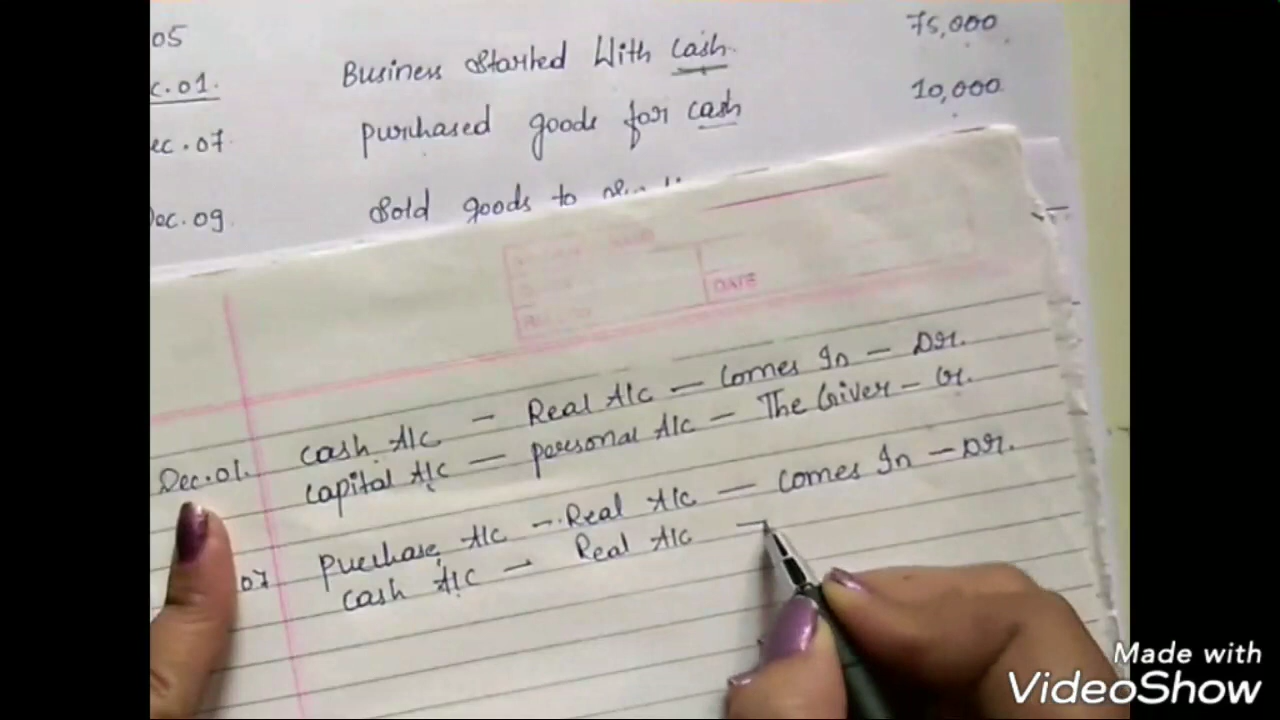 05
Business Started With cash. 75,000
c.01.
purchased goods for cash 10,000
ec.07
Sold goods to
Dec.09.
DATE
cash A/c - Real A/c - comes In - Dr.
Dec.01. capital A/c - personal A/c - The Giver - Cr.
purchase A/c - Real A/c - comes In - Dr.
07 cash A/c - Real A/c -
Made with
VideoShow